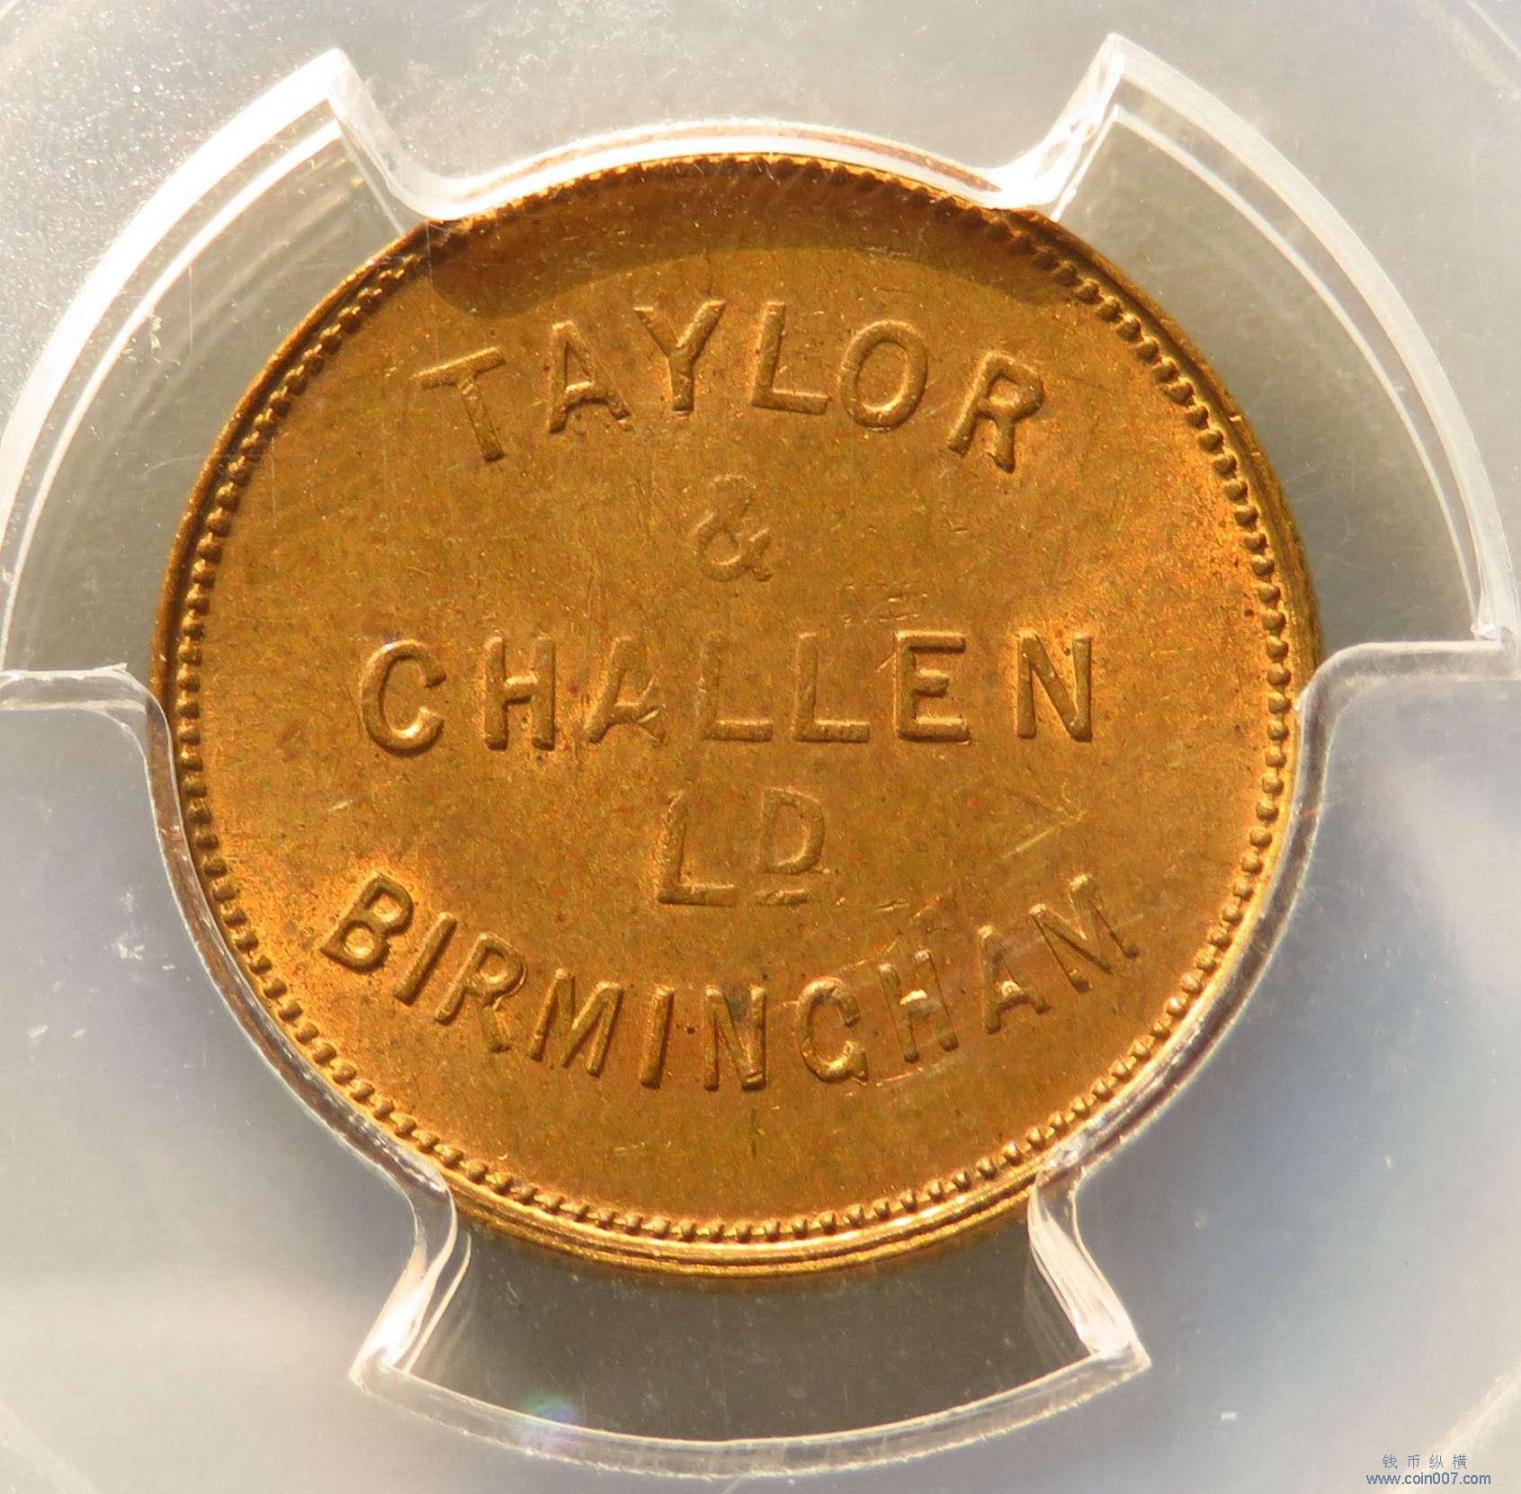 TAYLOR
&
CHALLEN
LD
BIRMINGHAM
钱币纵横
www.coin007.com